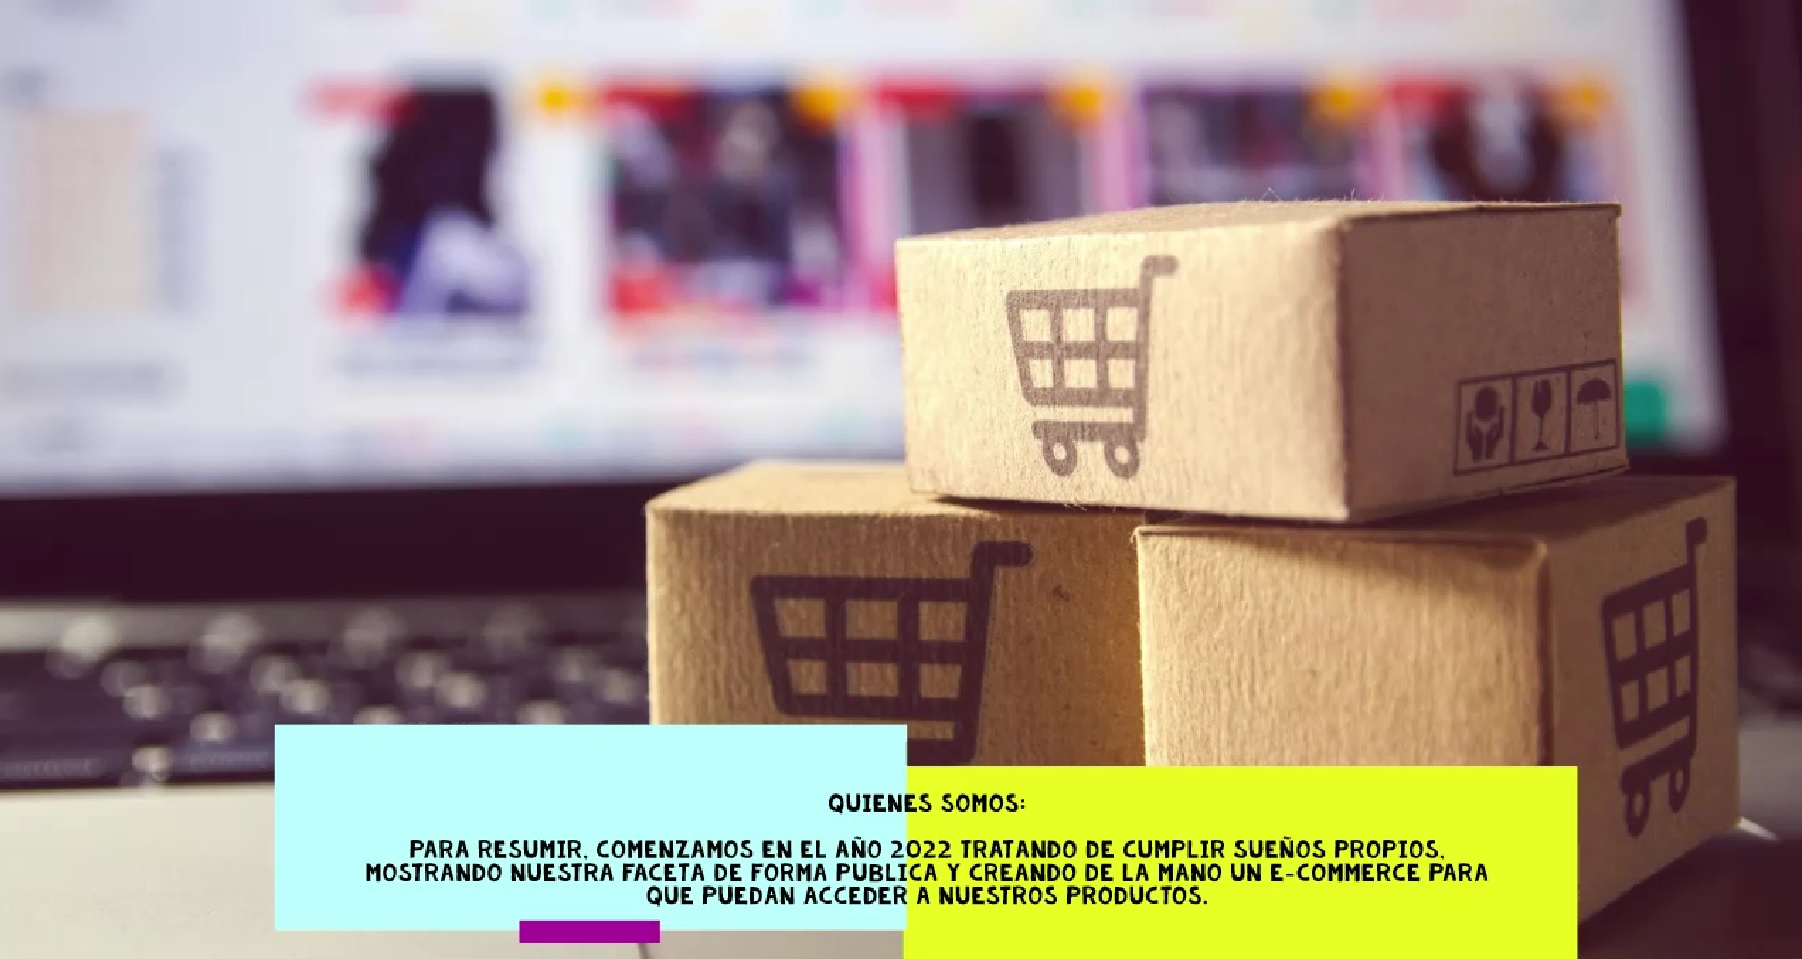 QUIENES SOMOS:
PARA RESUMIR, COMENZAMOS EN EL AÑO 2022 TRATANDO DE CUMPLIR SUEÑOS PROPIOS,
MOSTRANDO NUESTRA FACETA DE FORMA PUBLICA Y CREANDO DE LA MANO UN E-COMMERCE PARA
QUE PUEDAN ACCEDER A NUESTROS PRODUCTOS.